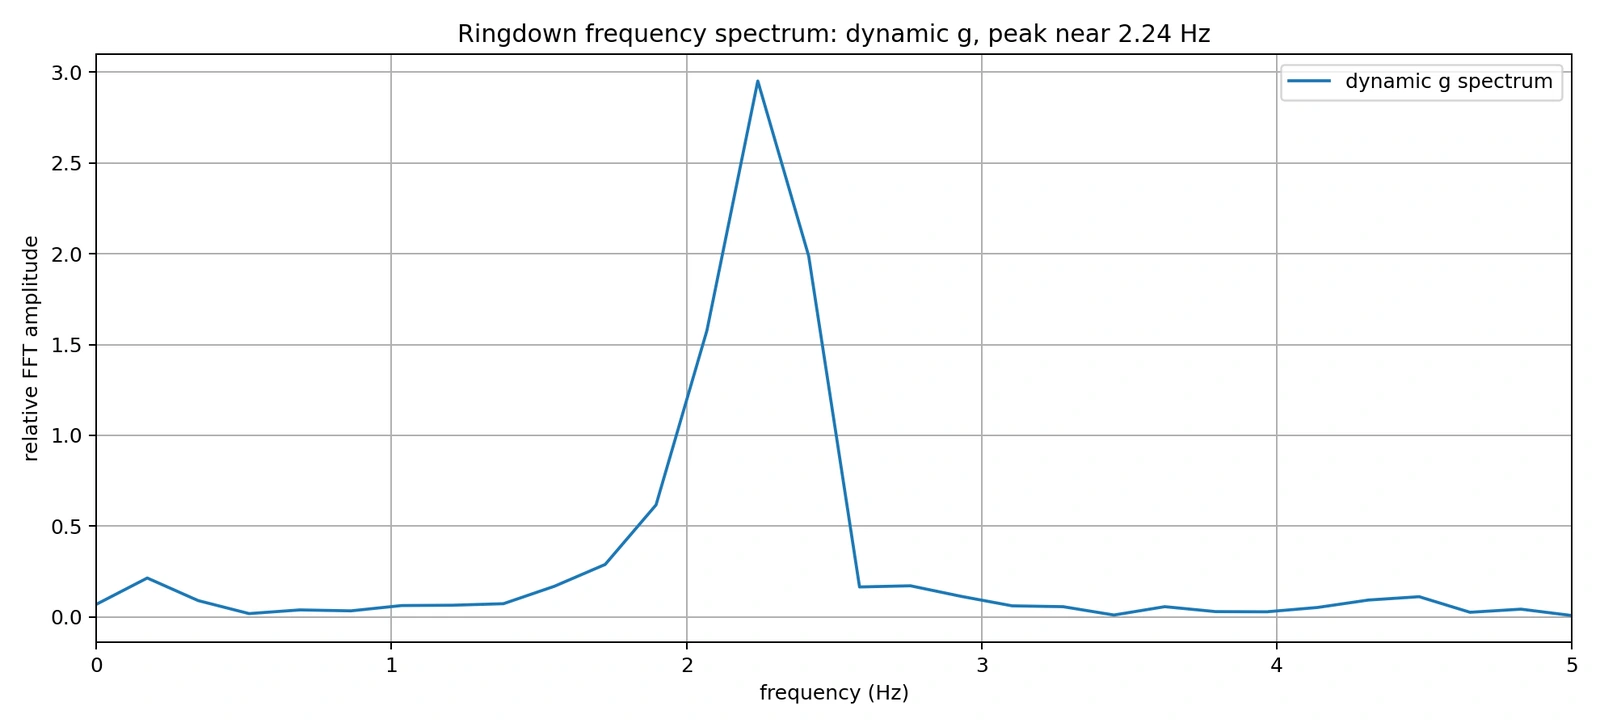 Ringdown frequency spectrum: dynamic g, peak near 2.24 Hz
dynamic g spectrum
relative FFT amplitude
3.0
2.5
2.0
1.5
1.0
0.5
0.0
0 1 2 3 4 5
frequency (Hz)